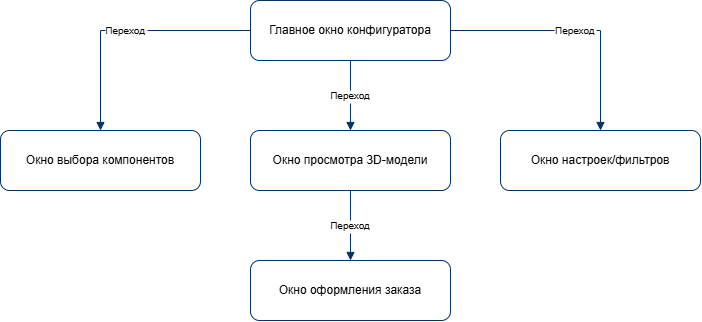 Главное окно конфигуратора
Переход
Переход
Переход
Окно выбора компонентов
Окно просмотра 3D-модели
Окно настроек/фильтров
Переход
Окно оформления заказа